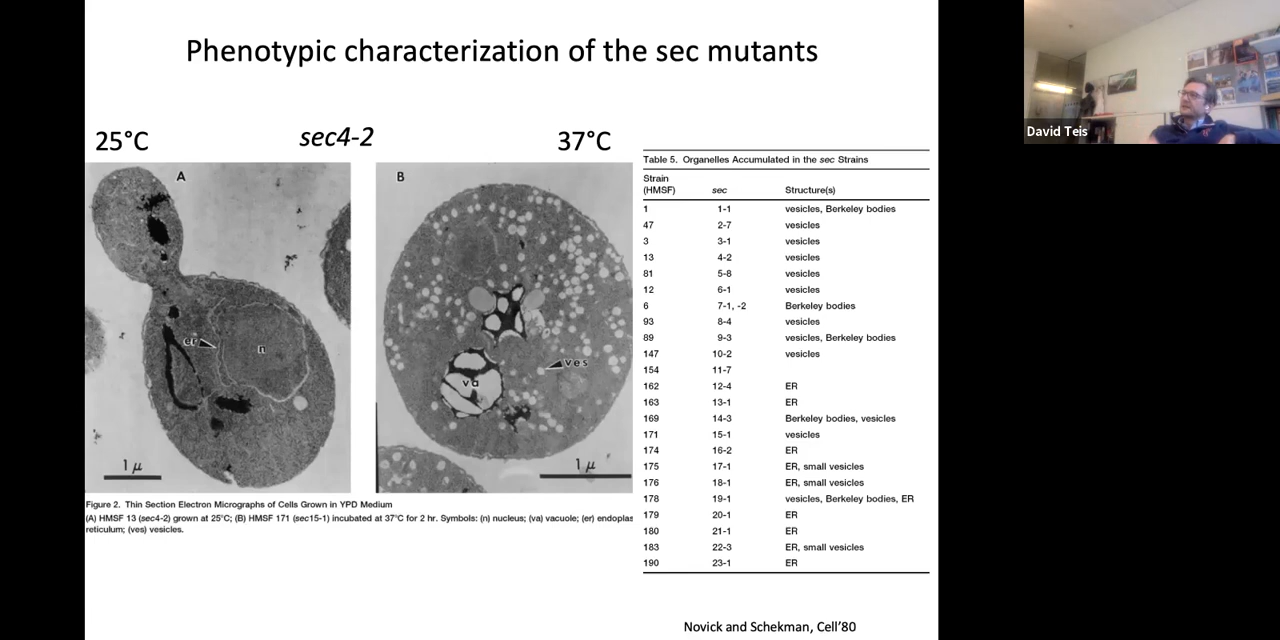 Phenotypic characterization of the sec mutants
25°C
sec4-2
37°C
A
er
n
1 μ
B
ves
va
1 μ
Figure 2. Thin Section Electron Micrographs of Cells Grown in YPD Medium
(A) HMSF 13 (sec4-2) grown at 25°C; (B) HMSF 171 (sec15-1) incubated at 37°C for 2 hr. Symbols: (n) nucleus; (va) vacuole; (er) endoplas
reticulum; (ves) vesicles.
Table 5. Organelles Accumulated in the sec Strains
Strain
(HMSF) sec Structure(s)
1 1-1 vesicles, Berkeley bodies
47 2-7 vesicles
3 3-1 vesicles
13 4-2 vesicles
81 5-8 vesicles
12 6-1 vesicles
6 7-1, -2 Berkeley bodies
93 8-4 vesicles
89 9-3 vesicles, Berkeley bodies
147 10-2 vesicles
154 11-7
162 12-4 ER
163 13-1 ER
169 14-3 Berkeley bodies, vesicles
171 15-1 vesicles
174 16-2 ER
175 17-1 ER, small vesicles
176 18-1 ER, small vesicles
178 19-1 vesicles, Berkeley bodies, ER
179 20-1 ER
180 21-1 ER
183 22-3 ER, small vesicles
190 23-1 ER
Novick and Schekman, Cell'80
David Teis